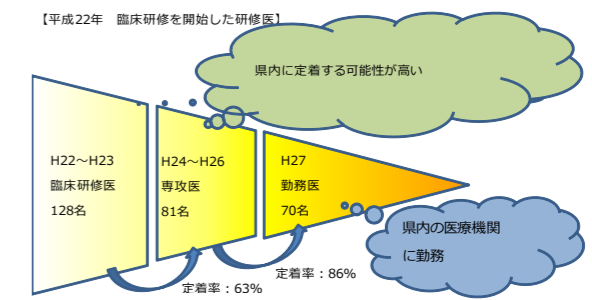 【平成22年　臨床研修を開始した研修医】
県内に定着する可能性が高い
H22～H23
臨床研修医
128名
H24～H26
専攻医
81名
H27
勤務医
70名
県内の医療機関
に勤務
定着率：63%
定着率：86%